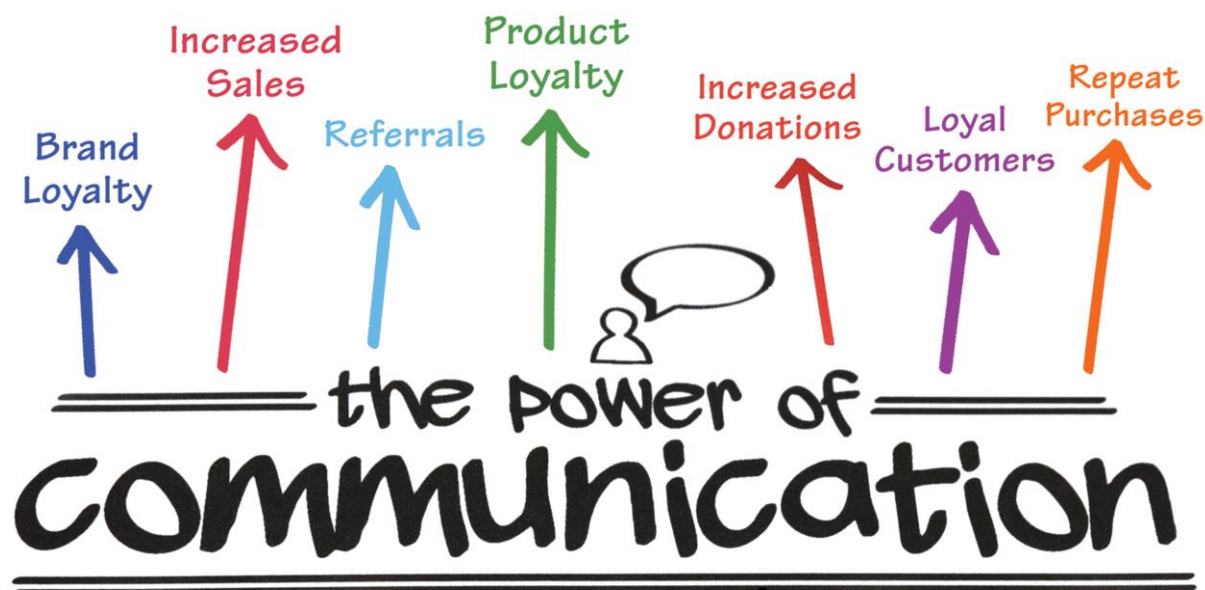 Brand
Loyalty
Increased
Sales
Referrals
Product
Loyalty
Increased
Donations
Loyal
Customers
Repeat
Purchases
the power of
communication